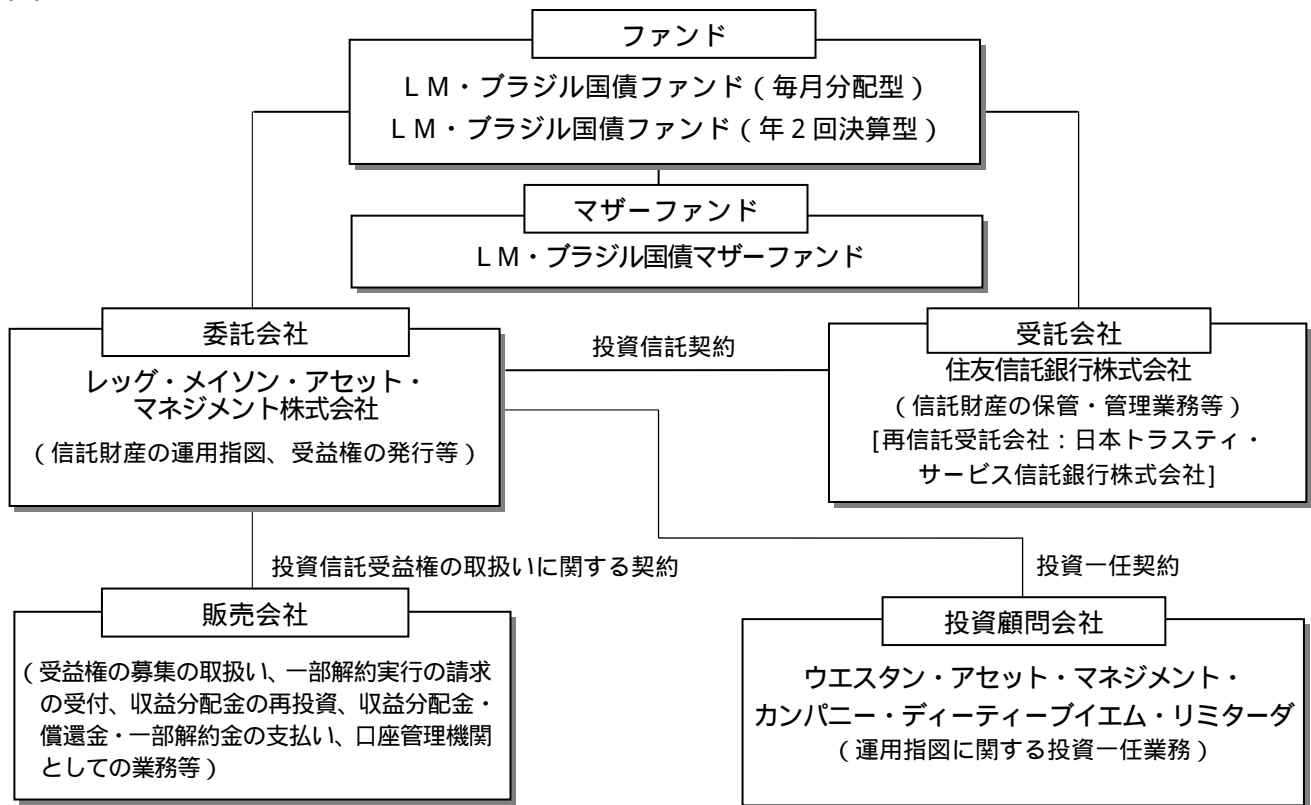 ファンド
ＬＭ・ブラジル国債ファンド（毎月分配型）
ＬＭ・ブラジル国債ファンド（年２回決算型）
マザーファンド
ＬＭ・ブラジル国債マザーファンド
委託会社
レッグ・メイソン・アセット・
マネジメント株式会社
（信託財産の運用指図、受益権の発行等）
投資信託契約
受託会社
住友信託銀行株式会社
（信託財産の保管・管理業務等）
[再信託受託会社：日本トラスティ・
サービス信託銀行株式会社]
投資信託受益権の取扱いに関する契約
投資一任契約
販売会社
（受益権の募集の取扱い、一部解約実行の請求
の受付、収益分配金の再投資、収益分配金・
償還金・一部解約金の支払い、口座管理機関
としての業務等）
投資顧問会社
ウエスタン・アセット・マネジメント・
カンパニー・ディーティーブイエム・リミターダ
（運用指図に関する投資一任業務）